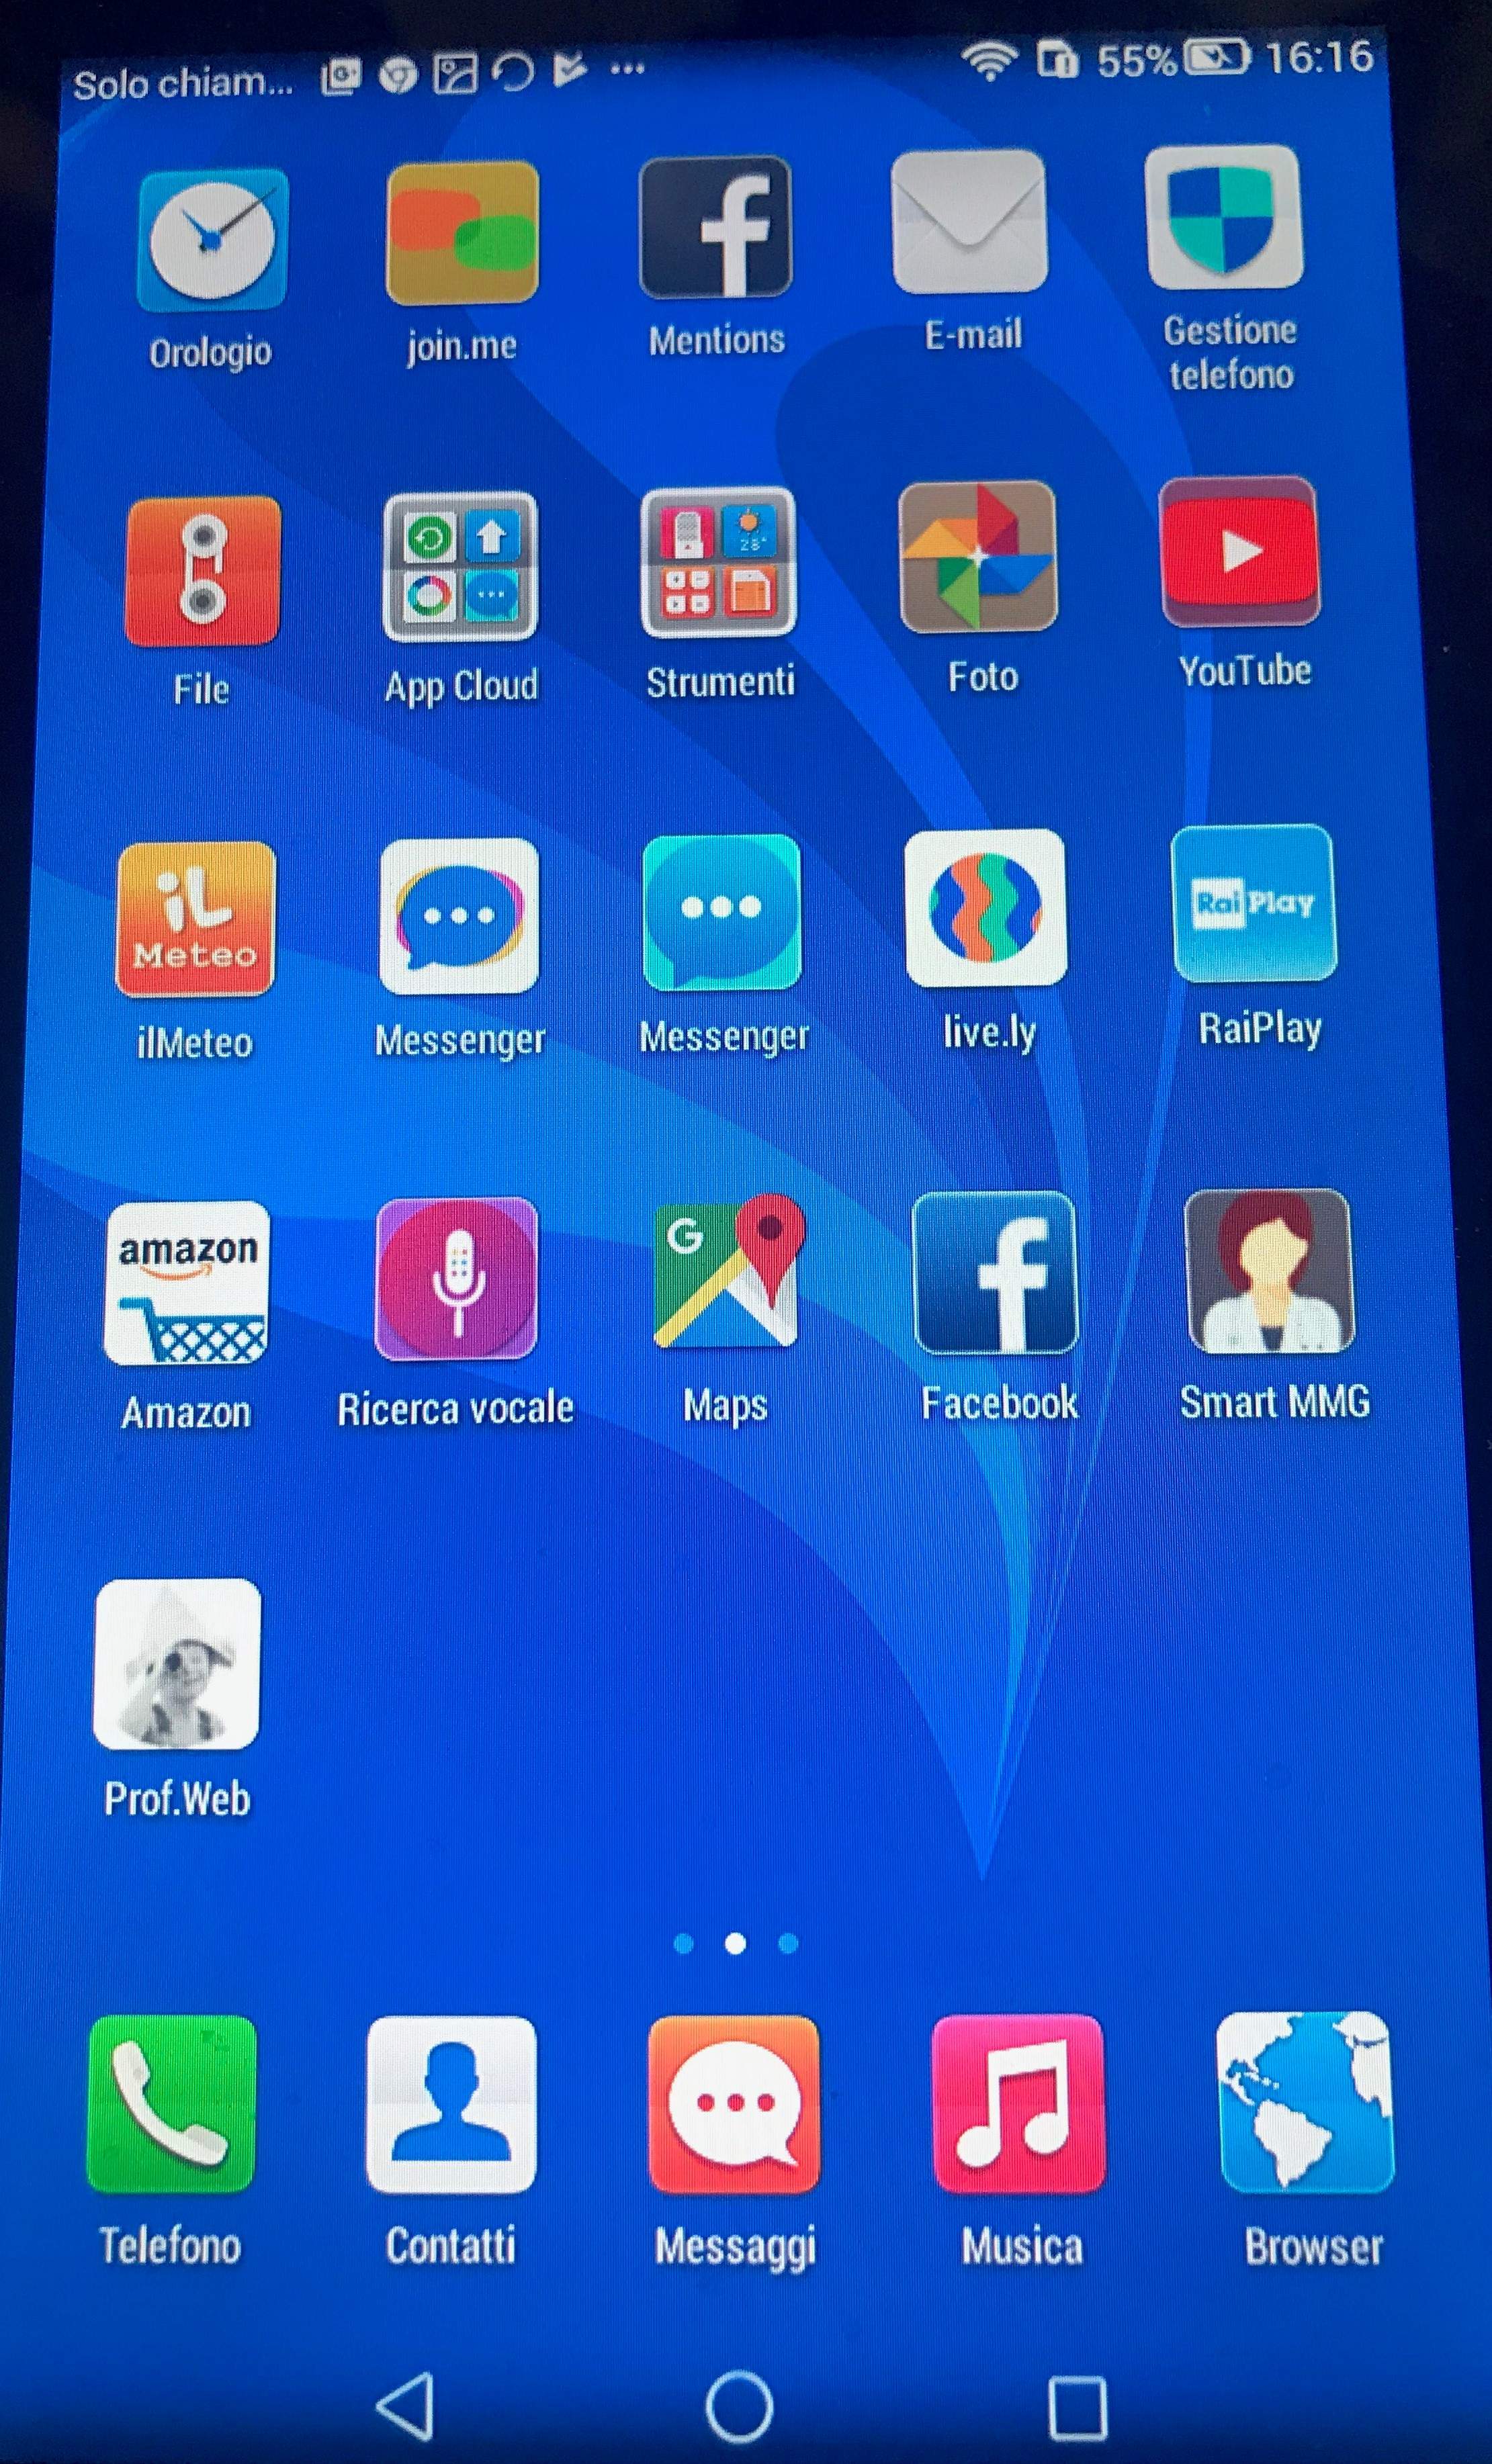 Solo chiam... 55% 16:16
Orologio join.me Mentions E-mail Gestione telefono
28°
File App Cloud Strumenti Foto YouTube
iL Meteo Rai Play
ilMeteo Messenger Messenger live.ly RaiPlay
amazon G
Amazon Ricerca vocale Maps Facebook Smart MMG
Prof.Web
Telefono Contatti Messaggi Musica Browser